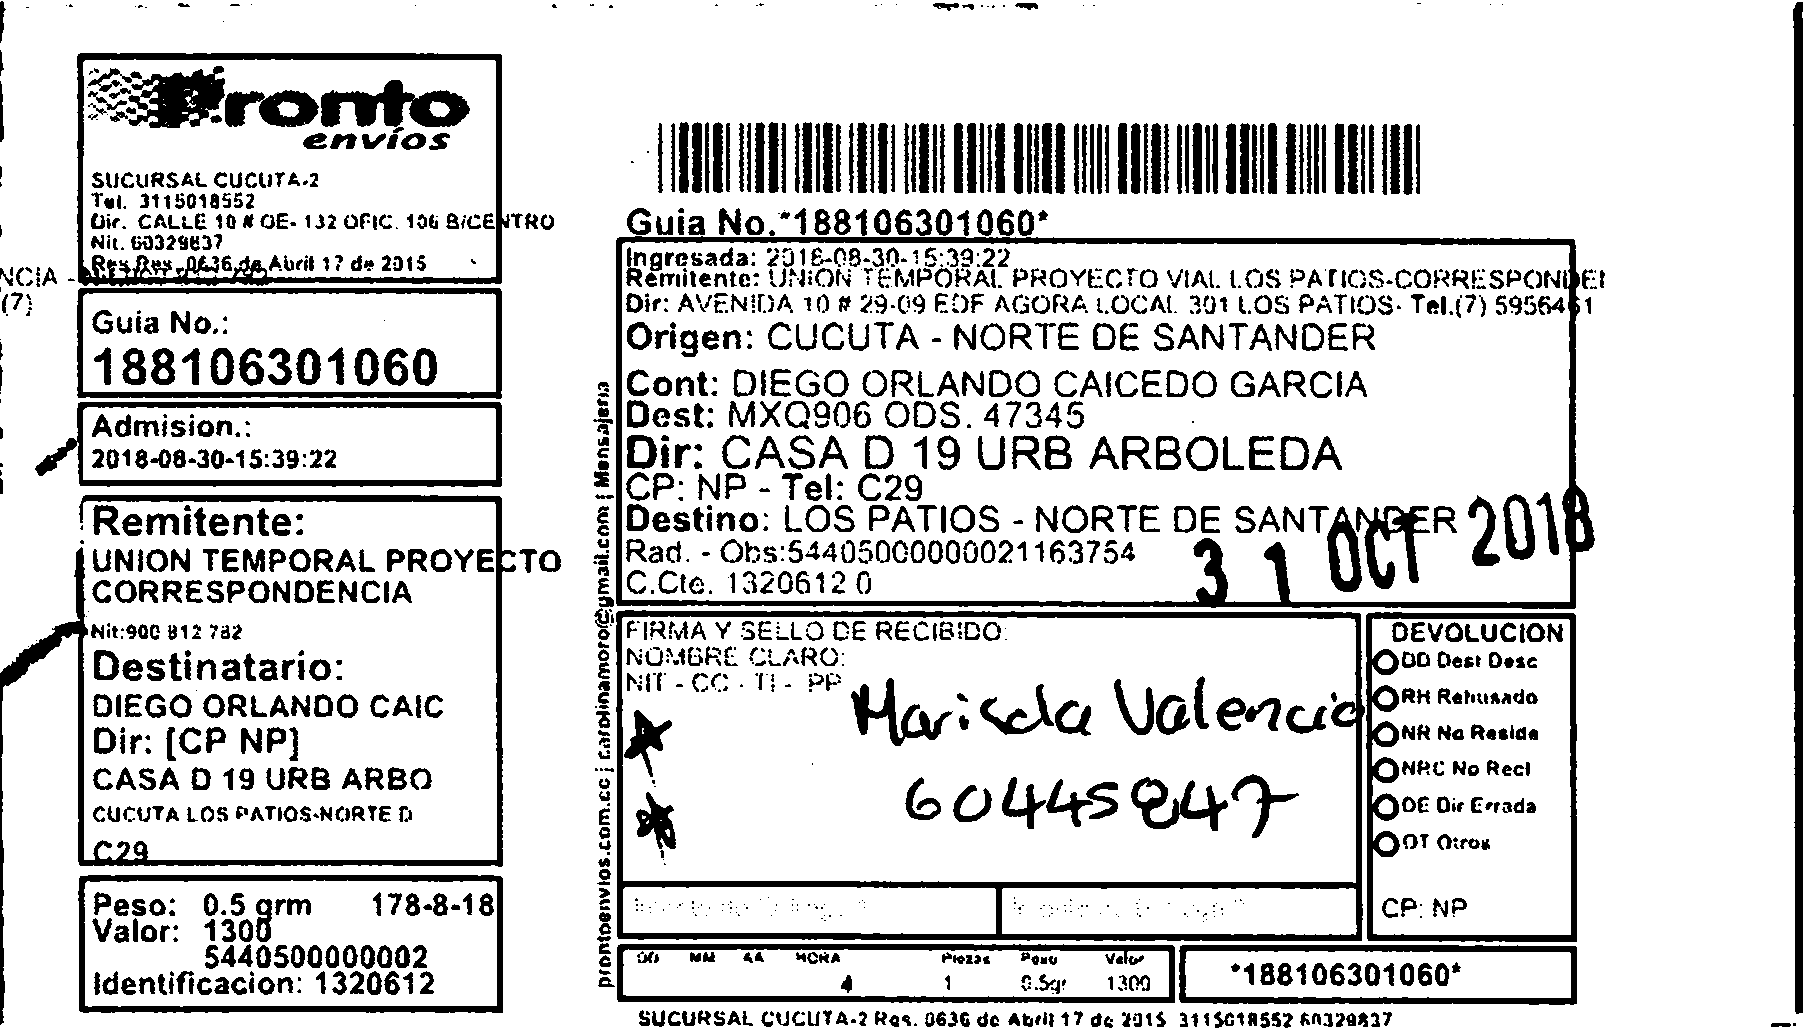 Pronto
envíos
SUCURSAL CUCUTA-2
Tel. 3115018552
Dir. CALLE 10 # OE- 132 OFIC. 106 B/CENTRO
Nit. 60329837
Res.Res. 0636 de Abril 17 de 2015
NCIA -
(7)
Guia No.:
188106301060
Admision.:
2018-08-30-15:39:22
Remitente:
UNION TEMPORAL PROYECTO
CORRESPONDENCIA
Nit:900 812 782
Destinatario:
DIEGO ORLANDO CAIC
Dir: [CP NP]
CASA D 19 URB ARBO
CUCUTA LOS PATIOS-NORTE D
C29
Peso: 0.5 grm 178-8-18
Valor: 1300
5440500000002
Identificacion: 1320612
prontoenvios.com.co | carolinamoro@gmail.com | Mensajeria
Guia No.*188106301060*
Ingresada: 2018-08-30-15:39:22
Remitente: UNION TEMPORAL PROYECTO VIAL LOS PATIOS-CORRESPONDEN
Dir: AVENIDA 10 # 29-09 EDF AGORA LOCAL 301 LOS PATIOS- Tel.(7) 5956461
Origen: CUCUTA - NORTE DE SANTANDER
Cont: DIEGO ORLANDO CAICEDO GARCIA
Dest: MXQ906 ODS. 47345
Dir: CASA D 19 URB ARBOLEDA
CP: NP - Tel: C29
Destino: LOS PATIOS - NORTE DE SANTANDER
Rad. - Obs:54405000000021163754
C.Cte. 1320612 0
31 OCT 2018
FIRMA Y SELLO DE RECIBIDO:
NOMBRE CLARO:
NIT - CC - TI - PP
Marisela Valencia
60445847
DEVOLUCION
DD Dest Desc
RH Rehusado
NR No Reside
NRC No Recl
DE Dir Errada
OT Otros
CP: NP
DD MM AA HORA Piezas Peso Valor
4 1 0.5gr 1300
*188106301060*
SUCURSAL CUCUTA-2 Res. 0636 de Abril 17 de 2015 3115018552 60329837